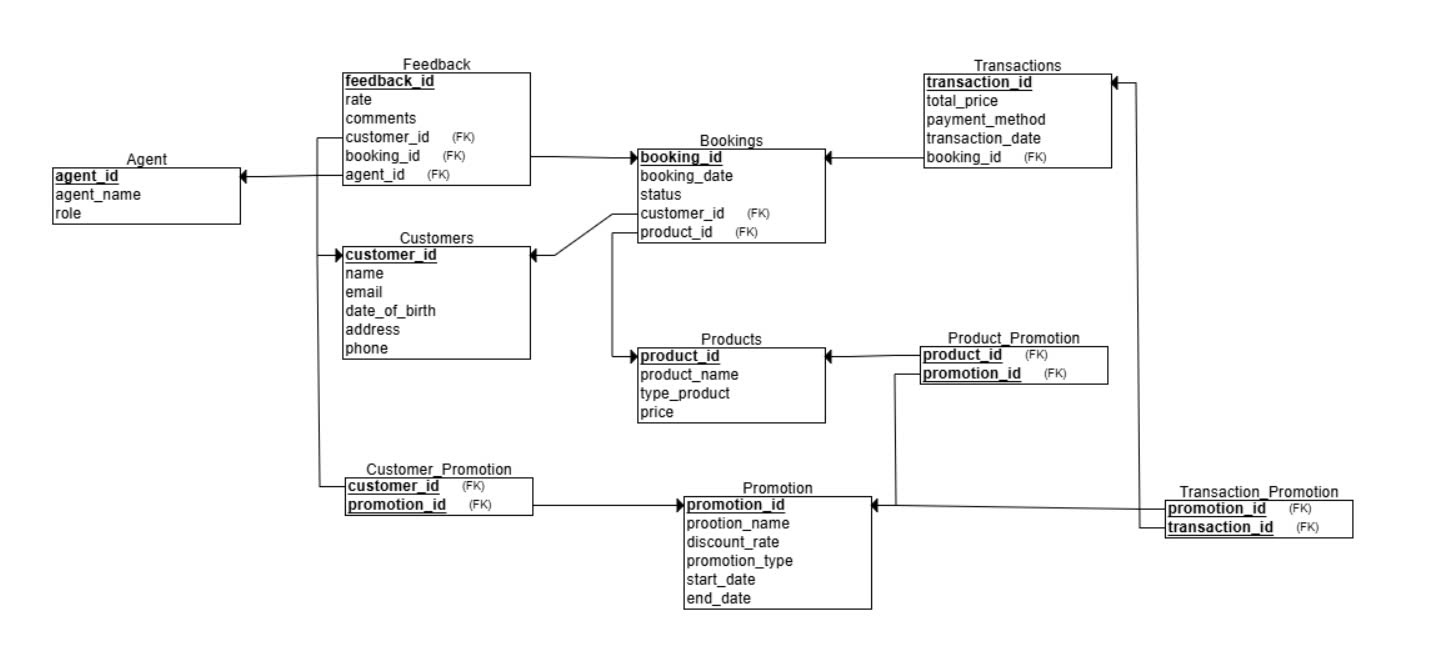 Feedback
feedback_id
rate
comments
customer_id (FK)
booking_id (FK)
agent_id (FK)
Transactions
transaction_id
total_price
payment_method
transaction_date
booking_id (FK)
Bookings
booking_id
booking_date
status
customer_id (FK)
product_id (FK)
Agent
agent_id
agent_name
role
Customers
customer_id
name
email
date_of_birth
address
phone
Products
product_id
product_name
type_product
price
Product_Promotion
product_id (FK)
promotion_id (FK)
Customer_Promotion
customer_id (FK)
promotion_id (FK)
Promotion
promotion_id
prootion_name
discount_rate
promotion_type
start_date
end_date
Transaction_Promotion
promotion_id (FK)
transaction_id (FK)